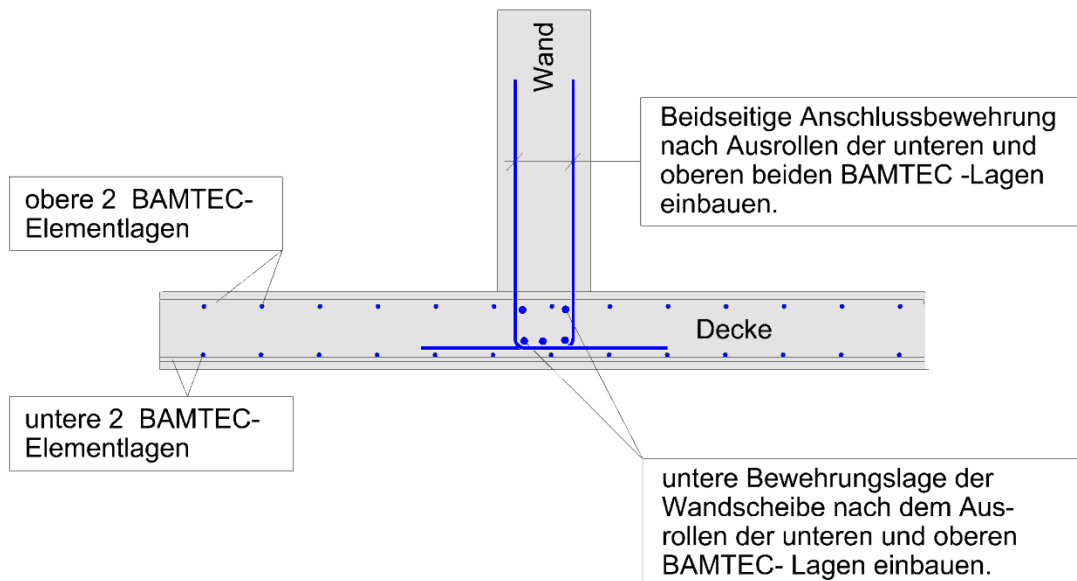 Wand
Beidseitige Anschlussbewehrung
nach Ausrollen der unteren und
oberen beiden BAMTEC -Lagen
einbauen.
obere 2 BAMTEC-
Elementlagen
Decke
untere 2 BAMTEC-
Elementlagen
untere Bewehrungslage der
Wandscheibe nach dem Aus-
rollen der unteren und oberen
BAMTEC- Lagen einbauen.